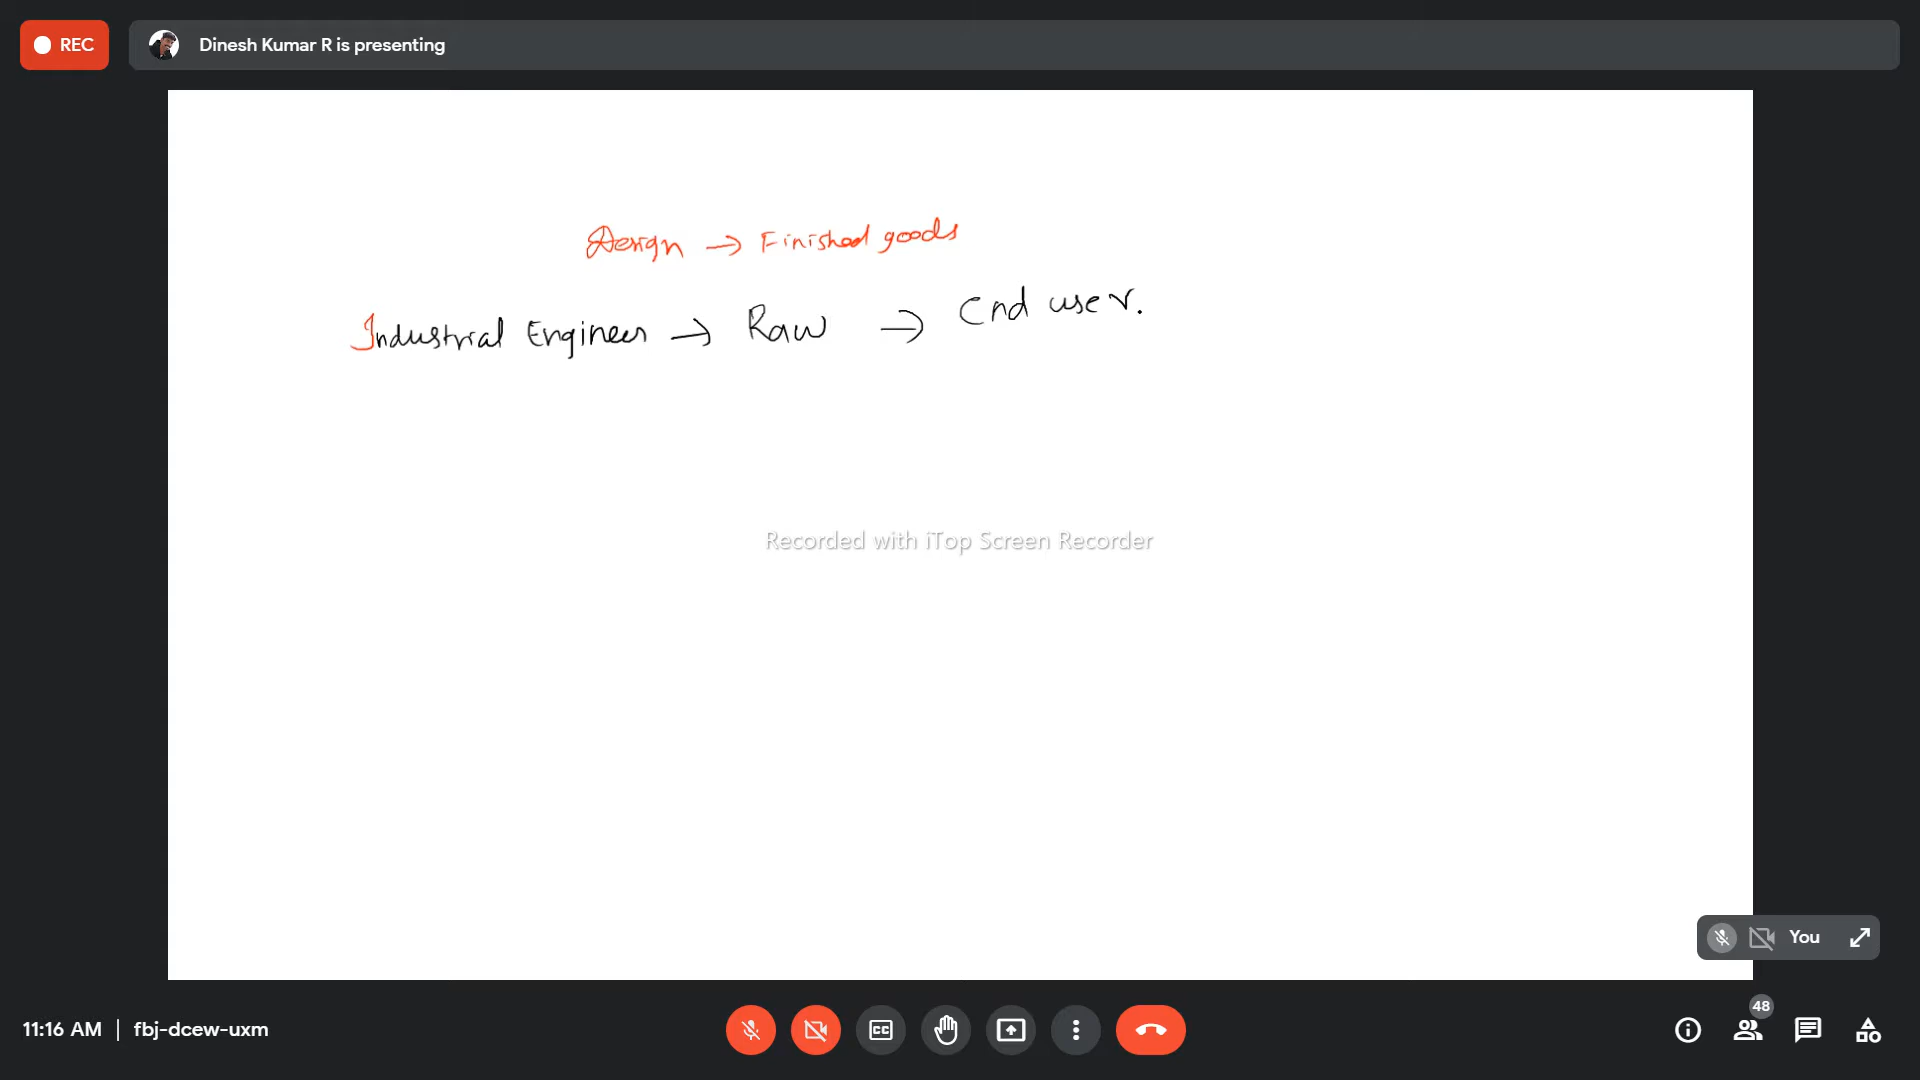 REC
Dinesh Kumar R is presenting
Design → Finished goods
Industrial Engineer → Raw → End user.
Recorded with iTop Screen Recorder
You
48
11:16 AM | fbj-dcew-uxm
CC